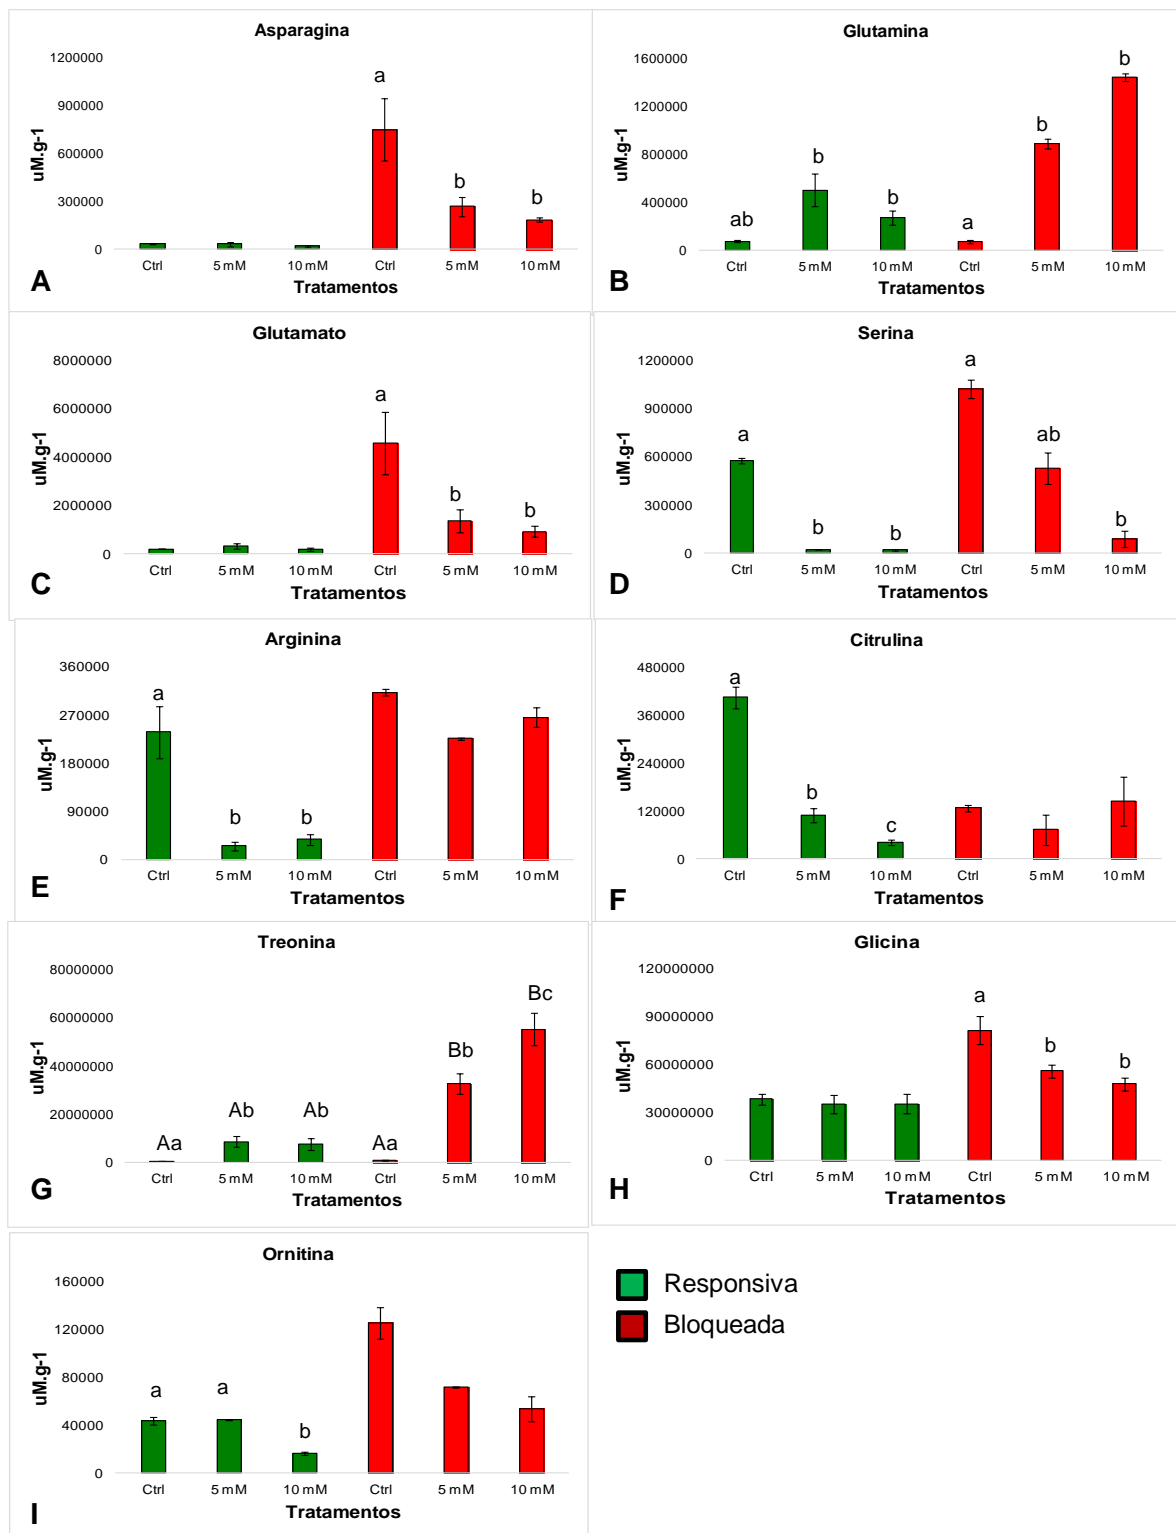 Asparagina
1200000
900000
600000
300000
0
uM.g-1
a
b
b
Ctrl 5 mM 10 mM Ctrl 5 mM 10 mM
Tratamentos
A
Glutamina
1600000
1200000
800000
400000
0
uM.g-1
ab
b
b
a
b
b
Ctrl 5 mM 10 mM Ctrl 5 mM 10 mM
Tratamentos
B
Glutamato
8000000
6000000
4000000
2000000
0
uM.g-1
a
b
b
Ctrl 5 mM 10 mM Ctrl 5 mM 10 mM
Tratamentos
C
Serina
1200000
900000
600000
300000
0
uM.g-1
a
b
b
a
ab
b
Ctrl 5 mM 10 mM Ctrl 5 mM 10 mM
Tratamentos
D
Arginina
360000
270000
180000
90000
0
uM.g-1
a
b
b
Ctrl 5 mM 10 mM Ctrl 5 mM 10 mM
Tratamentos
E
Citrulina
480000
360000
240000
120000
0
uM.g-1
a
b
c
Ctrl 5 mM 10 mM Ctrl 5 mM 10 mM
Tratamentos
F
Treonina
80000000
60000000
40000000
20000000
0
uM.g-1
Aa
Ab
Ab
Aa
Bb
Bc
Ctrl 5 mM 10 mM Ctrl 5 mM 10 mM
Tratamentos
G
Glicina
120000000
90000000
60000000
30000000
0
uM.g-1
a
b
b
Ctrl 5 mM 10 mM Ctrl 5 mM 10 mM
Tratamentos
H
Ornitina
160000
120000
80000
40000
0
uM.g-1
a
a
b
Ctrl 5 mM 10 mM Ctrl 5 mM 10 mM
Tratamentos
I
Responsiva
Bloqueada